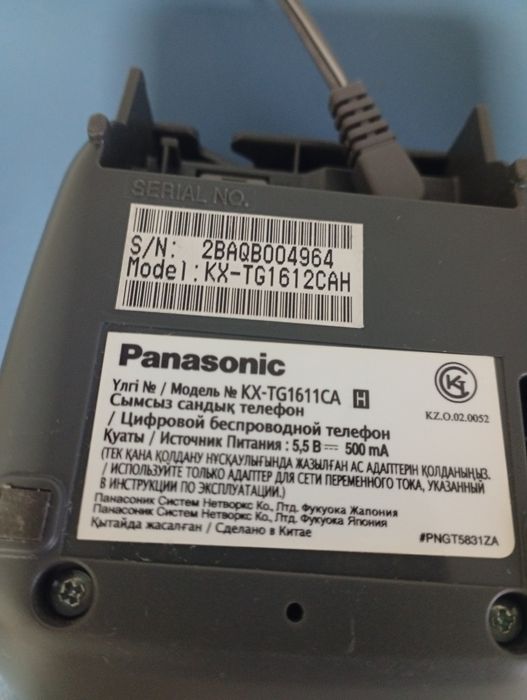 SERIAL NO.
S/N: 2BAQB004964
Model: KX-TG1612CAH
Panasonic
Үлгі № / Модель № KX-TG1611CA H
Сымсыз сандық телефон
/ Цифровой беспроводной телефон
Қуаты / Источник Питания : 5,5 В ⎓ 500 mA
(ТЕК ҚАНА ҚОЛДАНУ НҰСҚАУЛЫҒЫНДА ЖАЗЫЛҒАН АС АДАПТЕРІН ҚОЛДАНЫҢЫЗ.
/ ИСПОЛЬЗУЙТЕ ТОЛЬКО АДАПТЕР ДЛЯ СЕТИ ПЕРЕМЕННОГО ТОКА, УКАЗАННЫЙ
В ИНСТРУКЦИИ ПО ЭКСПЛУАТАЦИИ.)
Панасоник Систем Нетворкс Ко., Лтд. Фукуока Жапония
Панасоник Систем Нетворкс Ко., Лтд. Фукуока Япония
Қытайда жасалған / Сделано в Китае
KZ.O.02.0052
#PNGT5831ZA